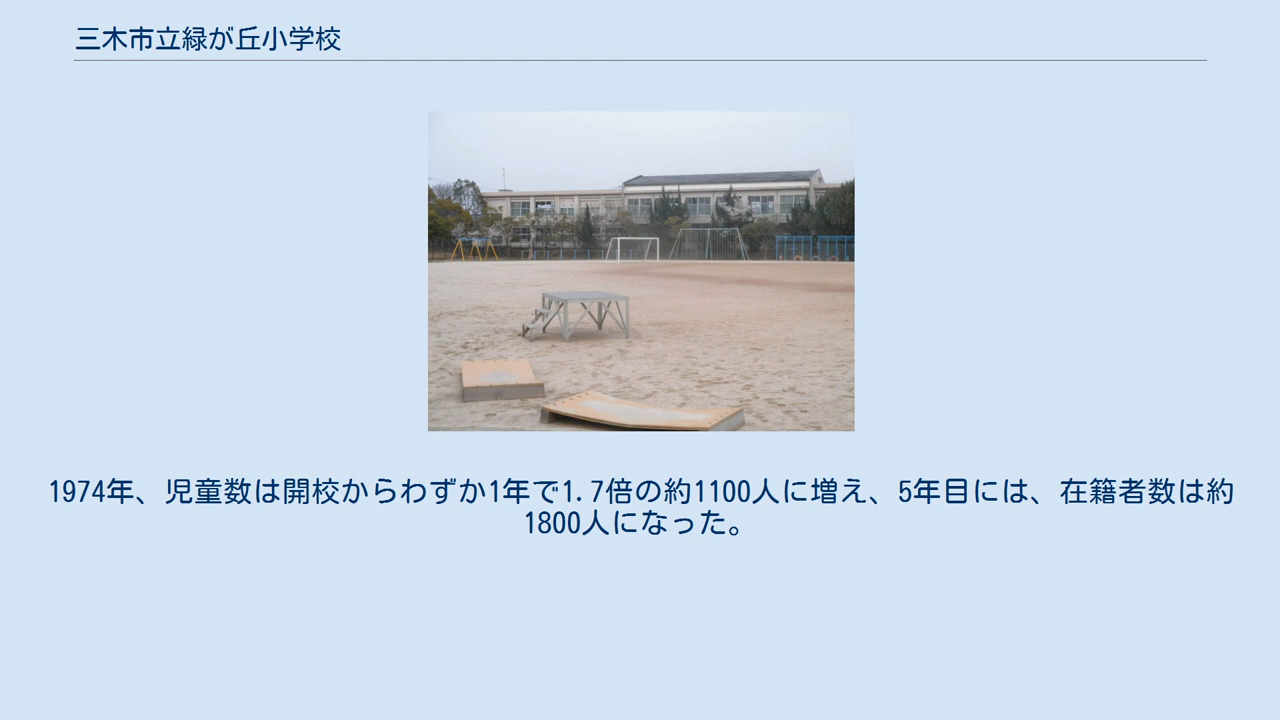 三木市立緑が丘小学校
1974年、児童数は開校からわずか1年で1.7倍の約1100人に増え、5年目には、在籍者数は約
1800人になった。